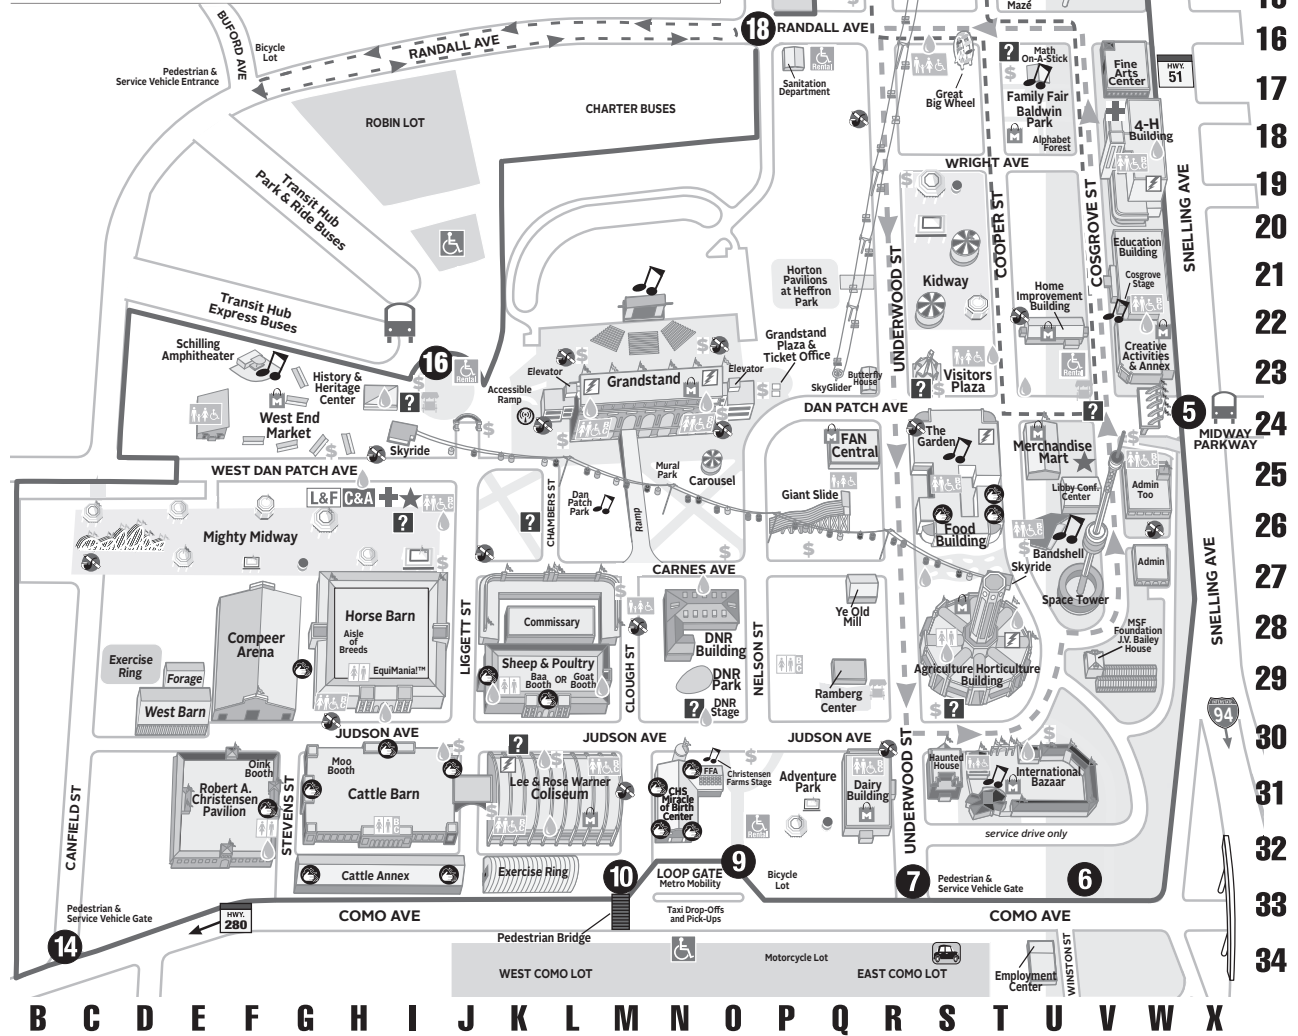 Mazé
16
18
RANDALL AVE
BUFORD AVE
Bicycle
Lot
RANDALL AVE
Pedestrian &
Service Vehicle Entrance
Sanitation
Department
Rental
Great
Big Wheel
?
Math
On-A-Stick
$
Family Fair
Baldwin
Park
Alphabet
Forest
Fine
Arts
Center
HWY.
51
17
ROBIN LOT
CHARTER BUSES
4-H
Building
18
WRIGHT AVE
Transit Hub
Park & Ride Buses
19
COOPER ST
COSGROVE ST
SNELLING AVE
20
UNDERWOOD ST
Kidway
Education
Building
Cosgrove
Stage
21
Horton
Pavilions
at Heffron
Park
Home
Improvement
Building
Transit Hub
Express Buses
22
Schilling
Amphitheater
16
Rental
Grandstand
Plaza &
Ticket Office
Creative
Activities
& Annex
Elevator
Grandstand
Elevator
SkyGlider
Butterfly
House
Visitors
Plaza
23
History &
Heritage
Center
?
Accessible
Ramp
DAN PATCH AVE
?
5
24
West End
Market
Skyride
The
Garden
FAN
Central
Merchandise
Mart
MIDWAY
PARKWAY
WEST DAN PATCH AVE
Mural
Park
Carousel
25
L&F
C&A
?
CHAMBERS ST
Dan
Patch
Park
Ramp
Giant Slide
Libby Conf.
Center
Admin
Too
26
Mighty Midway
?
Food
Building
Bandshell
Skyride
SNELLING AVE
CARNES AVE
Admin
27
Space Tower
Horse Barn
Aisle
of
Breeds
EquiMania!™
Compeer
Arena
LIGGETT ST
Commissary
Ye Old
Mill
28
DNR
Building
MSF
Foundation
J.V. Bailey
House
Exercise
Ring
Forage
Sheep & Poultry
Baa
Booth
OR
Goat
Booth
CLOUGH ST
NELSON ST
DNR
Park
Agriculture Horticulture
Building
29
West Barn
Ramberg
Center
?
DNR
Stage
$
?
INTERSTATE
94
JUDSON AVE
JUDSON AVE
JUDSON AVE
30
Oink
Booth
Moo
Booth
?
UNDERWOOD ST
Haunted
House
Robert A.
Christensen
Pavilion
STEVENS ST
Cattle Barn
Lee & Rose Warner
Coliseum
FFA
Christensen
Farms Stage
CHS
Miracle
of Birth
Center
Adventure
Park
Dairy
Building
International
Bazaar
31
CANFIELD ST
Rental
service drive only
32
Cattle Annex
Exercise Ring
10
LOOP GATE
Metro Mobility
9
Bicycle
Lot
7
Pedestrian &
Service Vehicle Gate
6
33
Pedestrian &
Service Vehicle Gate
HWY.
280
COMO AVE
Taxi Drop-Offs
and Pick-Ups
COMO AVE
14
Pedestrian Bridge
WEST COMO LOT
Motorcycle Lot
EAST COMO LOT
Employment
Center
WINSTON ST
34
B C D E F G H I J K L M N O P Q R S T U V W X